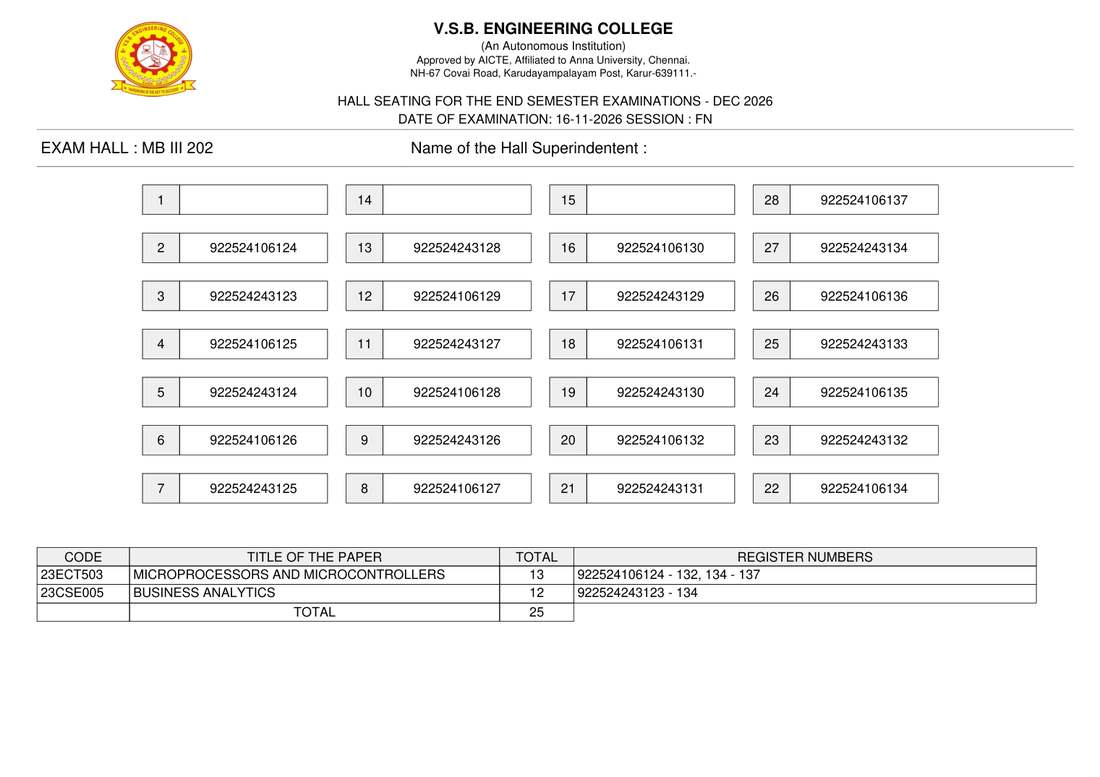 V.S.B. ENGINEERING COLLEGE
(An Autonomous Institution)
Approved by AICTE, Affiliated to Anna University, Chennai.
NH-67 Covai Road, Karudayampalayam Post, Karur-639111.-
HALL SEATING FOR THE END SEMESTER EXAMINATIONS - DEC 2026
DATE OF EXAMINATION: 16-11-2026 SESSION : FN
EXAM HALL : MB III 202 Name of the Hall Superindentent :
1 14 15 28 922524106137
2 922524106124 13 922524243128 16 922524106130 27 922524243134
3 922524243123 12 922524106129 17 922524243129 26 922524106136
4 922524106125 11 922524243127 18 922524106131 25 922524243133
5 922524243124 10 922524106128 19 922524243130 24 922524106135
6 922524106126 9 922524243126 20 922524106132 23 922524243132
7 922524243125 8 922524106127 21 922524243131 22 922524106134
CODE TITLE OF THE PAPER TOTAL REGISTER NUMBERS
23ECT503 MICROPROCESSORS AND MICROCONTROLLERS 13 922524106124 - 132, 134 - 137
23CSE005 BUSINESS ANALYTICS 12 922524243123 - 134
TOTAL 25